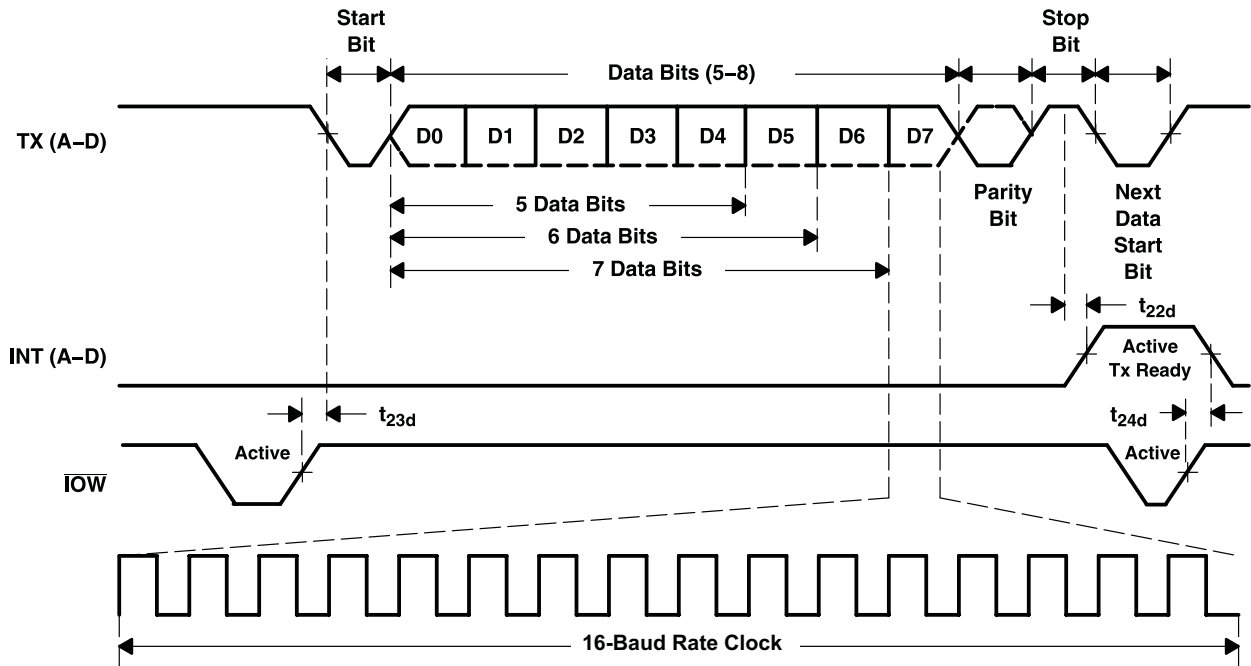 Start
Bit
Stop
Bit
Data Bits (5–8)
TX (A–D)
D0 D1 D2 D3 D4 D5 D6 D7
5 Data Bits
6 Data Bits
7 Data Bits
Parity
Bit
Next
Data
Start
Bit
t22d
INT (A–D)
Active
Tx Ready
t23d
t24d
IOW
Active
Active
16-Baud Rate Clock